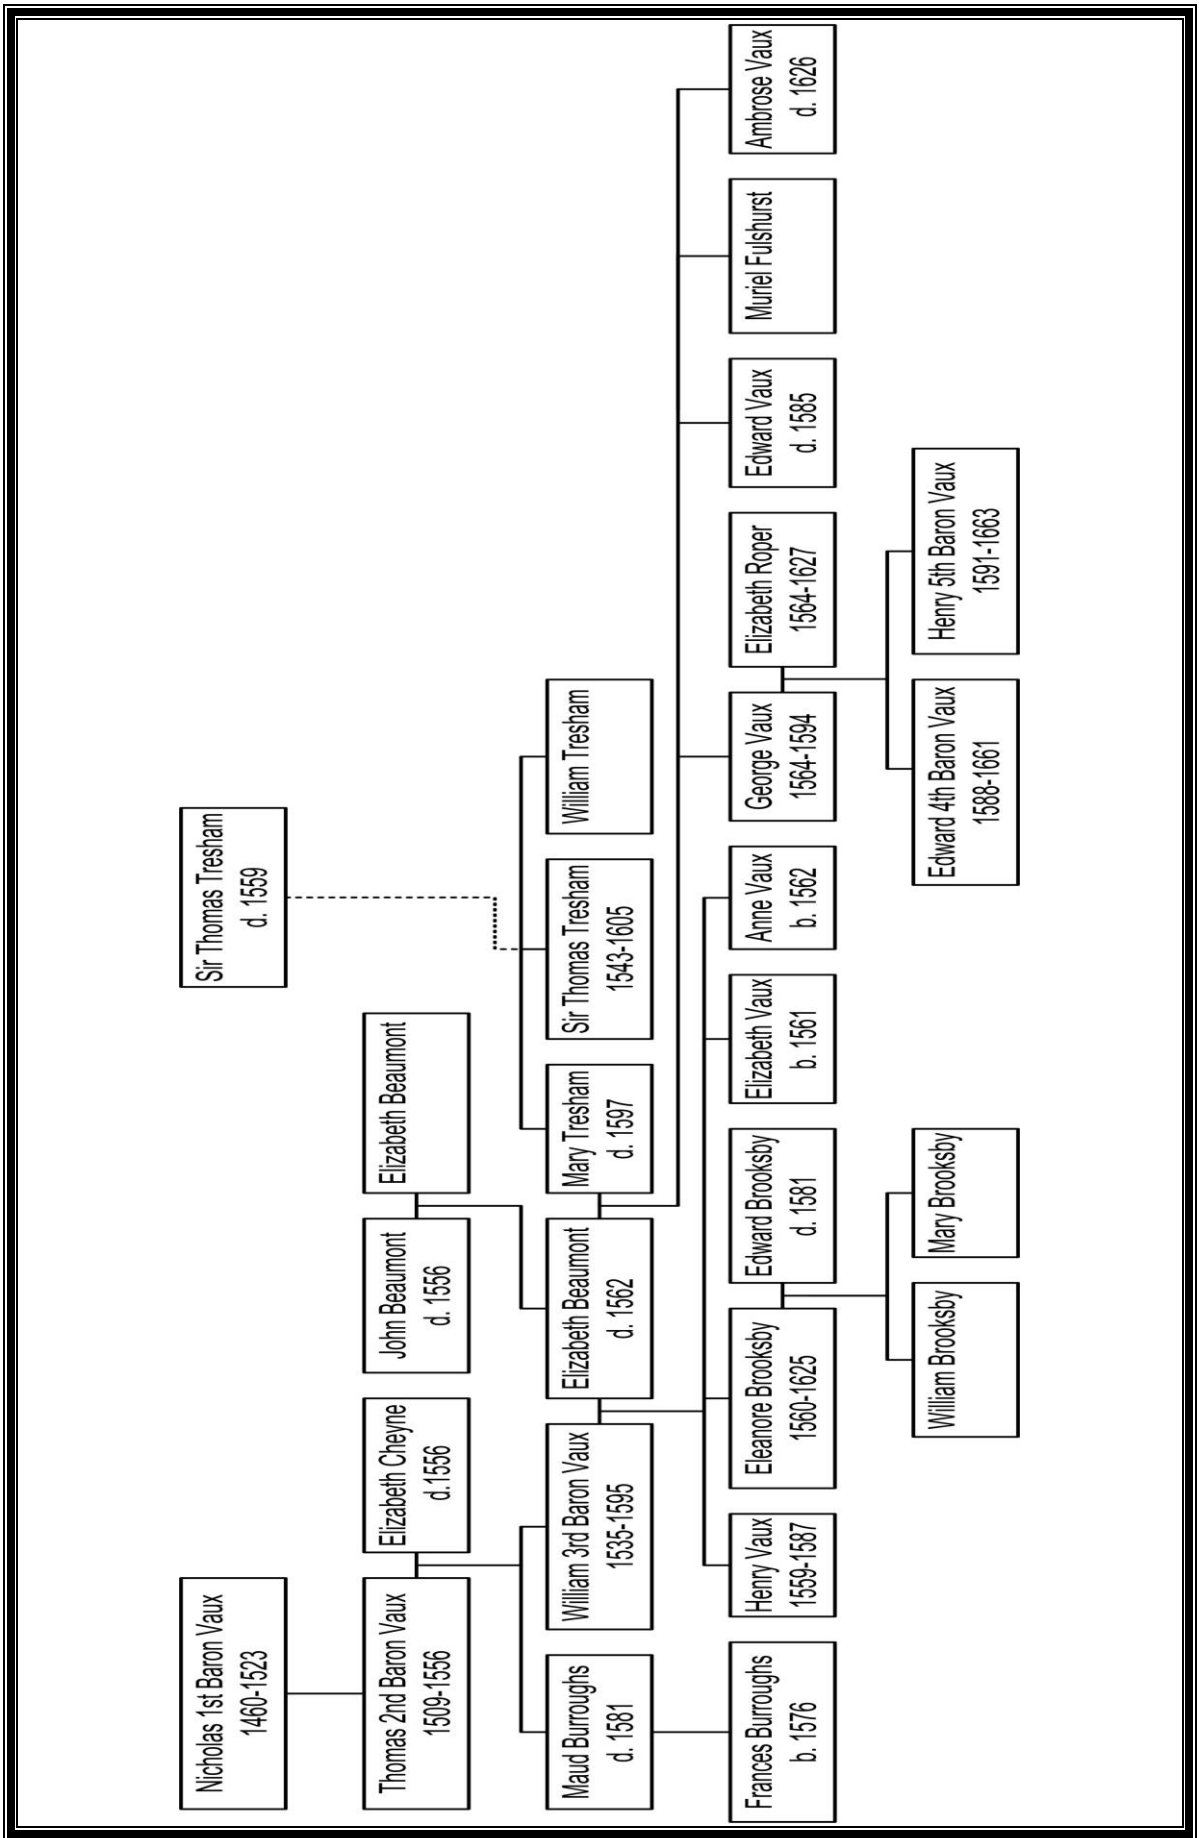 Nicholas 1st Baron Vaux
1460-1523
Sir Thomas Tresham
d. 1559
Thomas 2nd Baron Vaux
1509-1556
Elizabeth Cheyne
d.1556
John Beaumont
d. 1556
Elizabeth Beaumont
Maud Burroughs
d. 1581
William 3rd Baron Vaux
1535-1595
Elizabeth Beaumont
d. 1562
Mary Tresham
d. 1597
Sir Thomas Tresham
1543-1605
William Tresham
Frances Burroughs
b. 1576
Henry Vaux
1559-1587
Eleanore Brooksby
1560-1625
Edward Brooksby
d. 1581
Elizabeth Vaux
b. 1561
Anne Vaux
b. 1562
George Vaux
1564-1594
Elizabeth Roper
1564-1627
Edward Vaux
d. 1585
Muriel Fulshurst
Ambrose Vaux
d. 1626
William Brooksby
Mary Brooksby
Edward 4th Baron Vaux
1588-1661
Henry 5th Baron Vaux
1591-1663